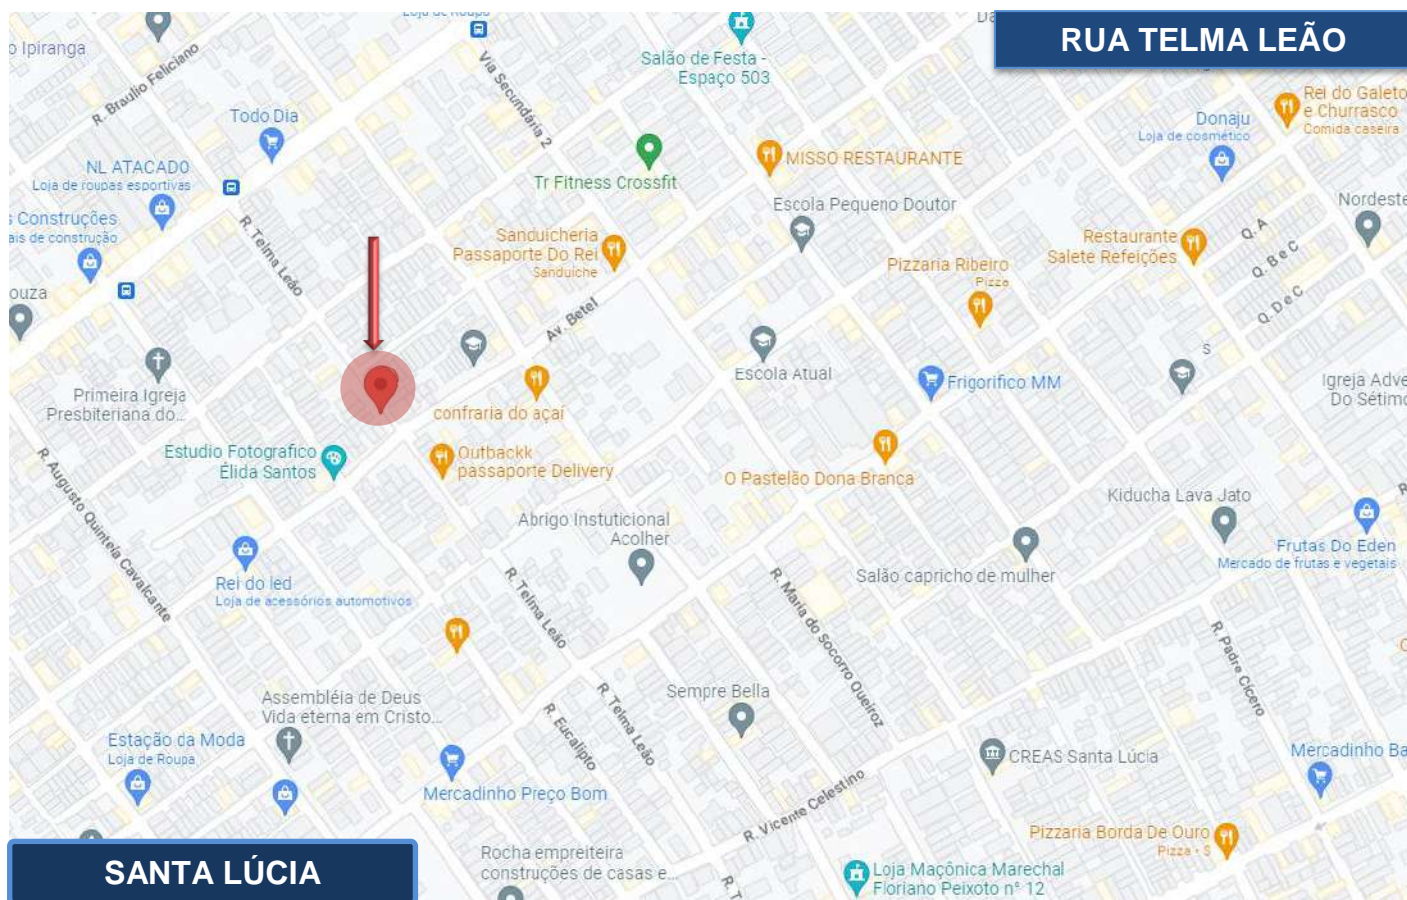 RUA TELMA LEÃO
o Ipiranga
R. Braulio Feliciano
Via Secundária 2
Salão de Festa -
Espaço 503
Rei do Galeto
e Churrasco
Comida caseira
Todo Dia
Donaju
Loja de cosmético
NL ATACADO
Loja de roupas esportivas
MISSO RESTAURANTE
Tr Fitness Crossfit
Escola Pequeno Doutor
Nordeste
s Construções
ais de construção
R. Telma Leão
Sanduicheria
Passaporte Do Rei
Sanduíche
Restaurante
Salete Refeições
Q. A
Q. B e C
Q. D e C
Pizzaria Ribeiro
Pizza
ouza
Av. Betel
S
Escola Atual
Frigorifico MM
Igreja Adve
Do Sétimo
Primeira Igreja
Presbiteriana do...
confraria do açaí
Estudio Fotografico
Élida Santos
Outbackk
passaporte Delivery
O Pastelão Dona Branca
R. Augusto Quinteia Cavalcante
Kiducha Lava Jato
Abrigo Instuticional
Acolher
Frutas Do Eden
Mercado de frutas e vegetais
Rei do led
Loja de acessórios automotivos
R. Telma Leão
R. Maria do Socorro Queiroz
Salão capricho de mulher
R. Padre Cícero
Assembléia de Deus
Vida eterna em Cristo...
R. Eucalipto
R. Telma Leão
Sempre Bella
Estação da Moda
Loja de Roupa
CREAS Santa Lúcia
Mercadinho Ba
Mercadinho Preço Bom
R. Vicente Celestino
Pizzaria Borda De Ouro
Pizza • S
SANTA LÚCIA
Rocha empreiteira
construções de casas e...
R. T
Loja Maçônica Marechal
Floriano Peixoto n° 12